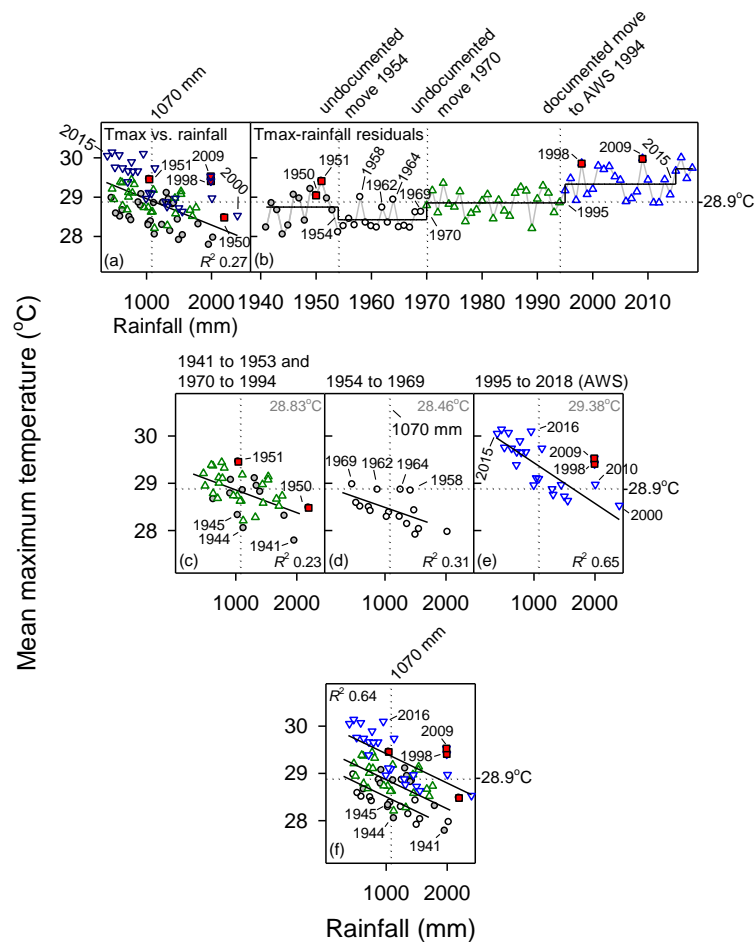 undocumented
move 1954
undocumented
move 1970
documented move
to AWS 1994
1070 mm
Tmax vs. rainfall
Tmax-rainfall residuals
2015
1951
2009
1998
2000
1950
30
29
28
(a)
R² 0.27
1950
1951
1958
1964
1962
1969
1954
1970
1998
2009
2015
1995
28.9°C
(b)
1000
2000
1940
1950
1960
1970
1980
1990
2000
2010
Rainfall (mm)
Mean maximum temperature (°C)
1941 to 1953 and
1970 to 1994
1954 to 1969
1995 to 2018 (AWS)
28.83°C
28.46°C
29.38°C
1070 mm
30
29
28
1951
1950
1945
1944
1941
(c)
R² 0.23
1969
1962
1964
1958
(d)
R² 0.31
2015
2016
2009
1998
2010
2000
28.9°C
(e)
R² 0.65
1000
2000
1000
2000
1000
2000
1070 mm
R² 0.64
30
29
28
2016
2009
1998
28.9°C
1945
1944
1941
(f)
1000
2000
Rainfall (mm)